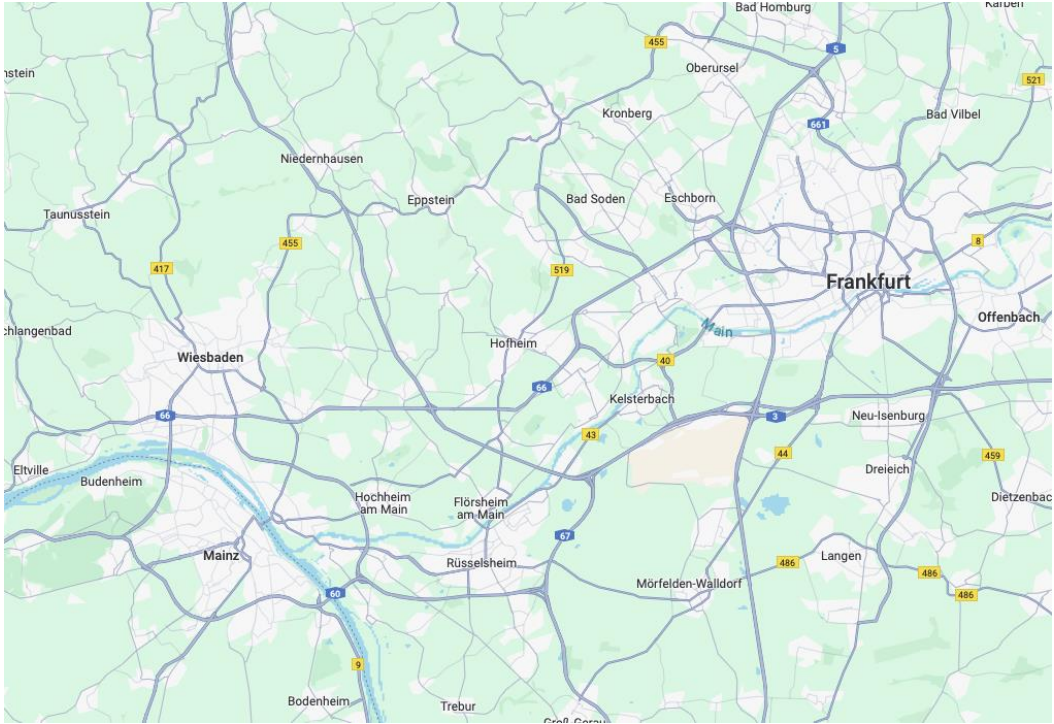 Bad Homburg
Karben
455
5
Oberursel
nstein
521
Kronberg
661
Bad Vilbel
Niedernhausen
Eppstein
Bad Soden
Eschborn
Taunusstein
455
8
417
519
Frankfurt
Offenbach
Main
chlangenbad
Hofheim
Wiesbaden
40
66
Kelsterbach
66
3
Neu-Isenburg
43
44
459
Eltville
Budenheim
Dreieich
Hochheim
am Main
Flörsheim
am Main
Dietzenbac
67
Mainz
Rüsselsheim
Langen
486
Mörfelden-Walldorf
486
60
486
9
Bodenheim
Trebur
Groß-Gerau